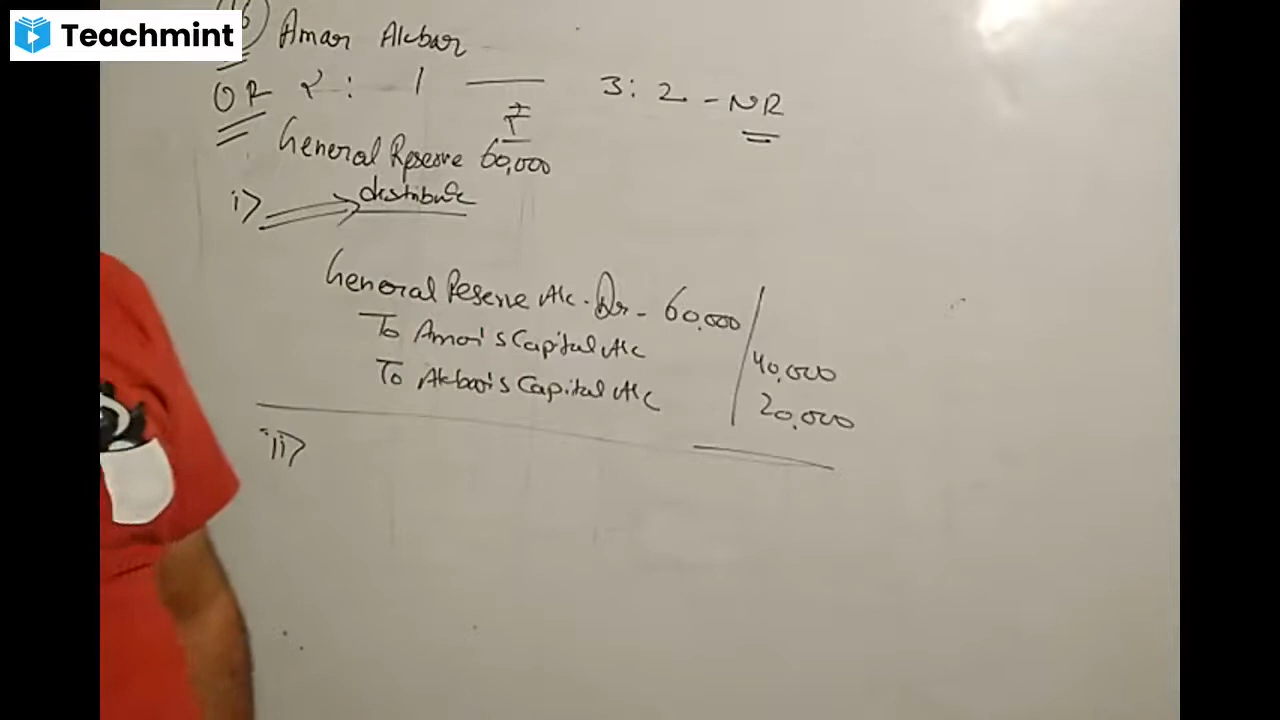 Teachmint
Amar Akbar
OR 2 : 1 — 3 : 2 - NR
₹
General Reserve 60,000
i) distribute
General Reserve A/c. Dr - 60,000
To Amar's Capital A/c 40,000
To Akbar's Capital A/c 20,000
ii)